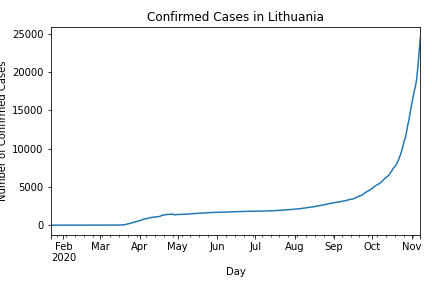 Confirmed Cases in Lithuania
Number of Confirmed Cases
25000
20000
15000
10000
5000
0
Feb Mar Apr May Jun Jul Aug Sep Oct Nov
2020
Day